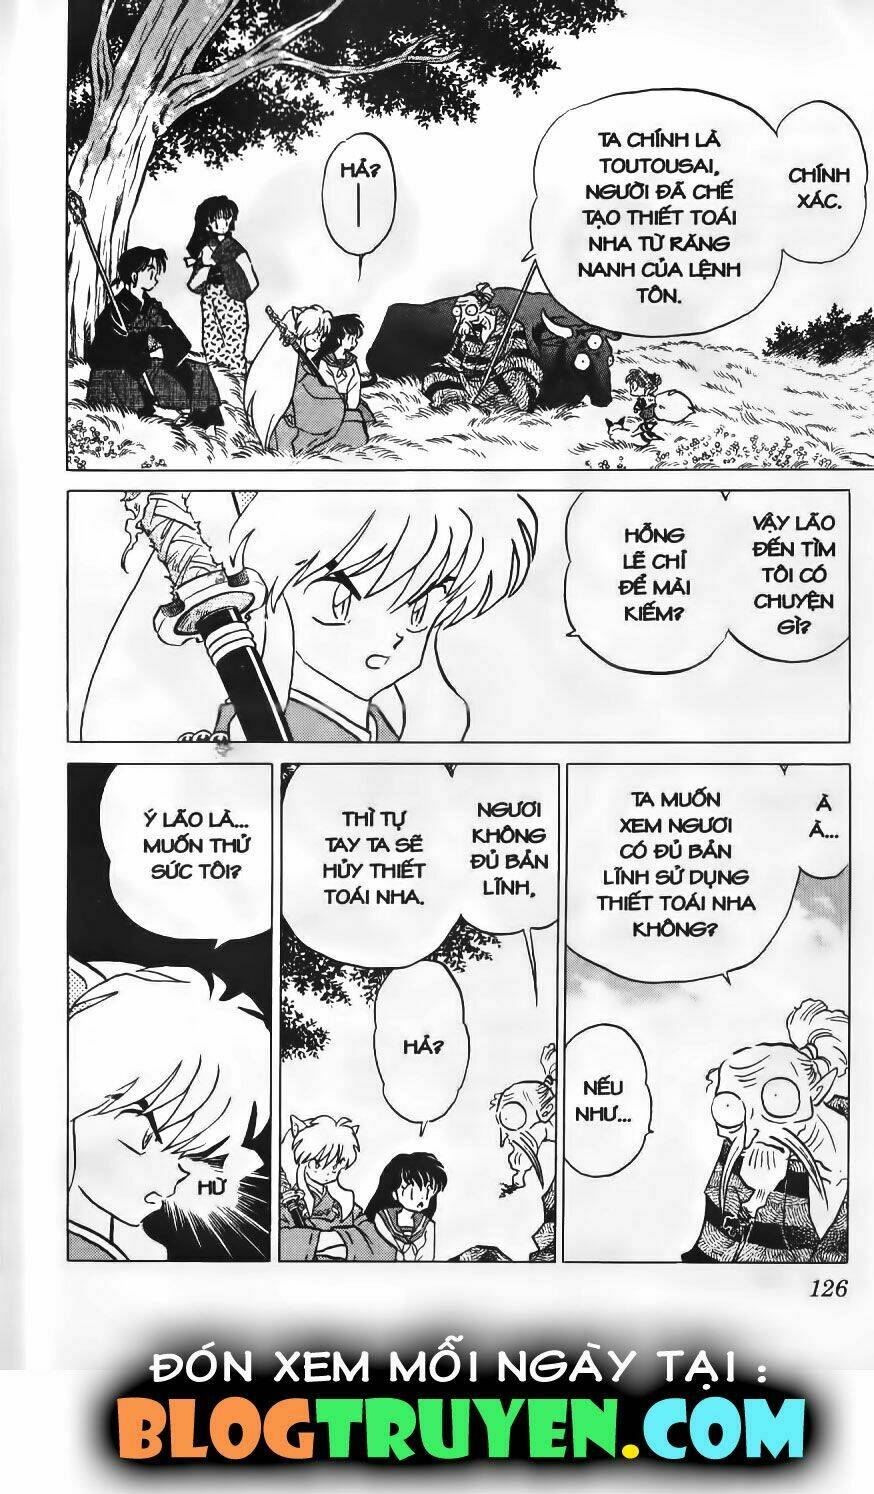 CHÍNH
XÁC.
TA CHÍNH LÀ
TOUTOUSAI,
NGƯỜI ĐÃ CHẾ
TẠO THIẾT TOÁI
NHA TỪ RĂNG
NANH CỦA LỆNH
TÔN.
HẢ?
VẬY LÃO
ĐẾN TÌM
TÔI CÓ
CHUYỆN
GÌ?
HỖNG
LẼ CHỈ
ĐỂ MÀI
KIẾM?
À
À...
TA MUỐN
XEM NGƯƠI
CÓ ĐỦ BẢN
LĨNH SỬ DỤNG
THIẾT TOÁI NHA
KHÔNG?
NẾU
NHƯ...
NGƯƠI
KHÔNG
ĐỦ BẢN
LĨNH,
THÌ TỰ
TAY TA SẼ
HỦY THIẾT
TOÁI NHA.
HẢ?
Ý LÃO LÀ...
MUỐN THỬ
SỨC TÔI?
HỪ
126
ĐÓN XEM MỖI NGÀY TẠI :
BLOGTRUYEN.COM